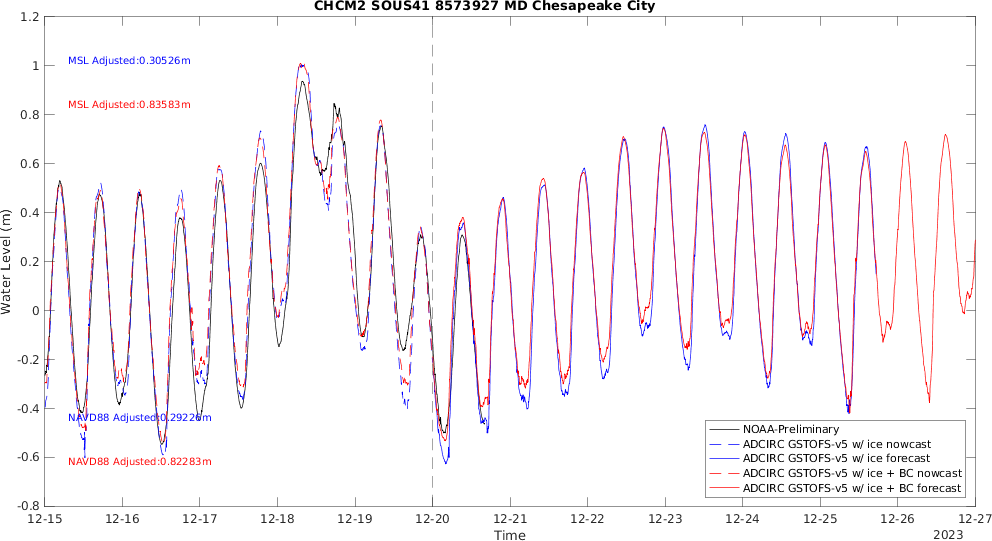 CHCM2 SOUS41 8573927 MD Chesapeake City
1.2
1
0.8
0.6
0.4
0.2
0
-0.2
-0.4
-0.6
-0.8
Water Level (m)
MSL Adjusted:0.30526m
MSL Adjusted:0.83583m
NAVD88 Adjusted:0.29226m
NAVD88 Adjusted:0.82283m
NOAA-Preliminary
ADCIRC GSTOFS-v5 w/ ice nowcast
ADCIRC GSTOFS-v5 w/ ice forecast
ADCIRC GSTOFS-v5 w/ ice + BC nowcast
ADCIRC GSTOFS-v5 w/ ice + BC forecast
12-15 12-16 12-17 12-18 12-19 12-20 12-21 12-22 12-23 12-24 12-25 12-26 12-27
Time
2023